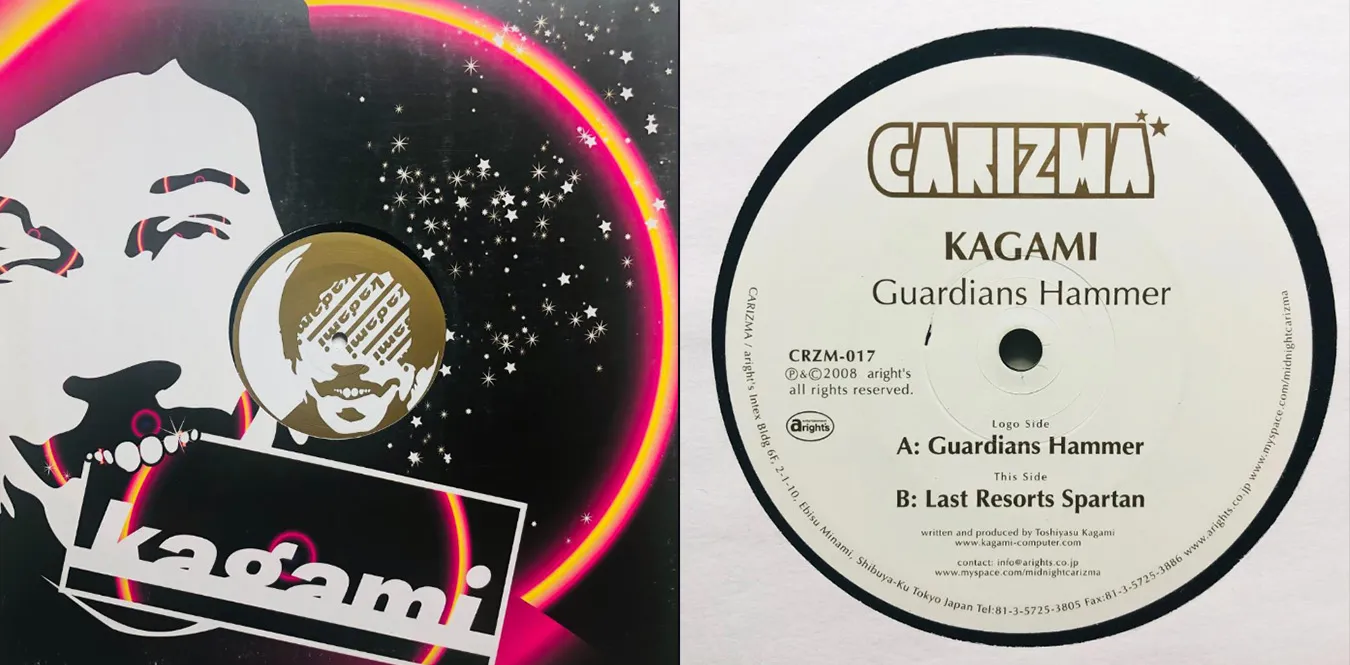 kagami
kagami
kagami
kagami
CARIZMA
KAGAMI
Guardians Hammer
CRZM-017
Ⓟ&©2008 aright's
all rights reserved.
aright's
Logo Side
A: Guardians Hammer
This Side
B: Last Resorts Spartan
written and produced by Toshiyasu Kagami
www.kagami-computer.com
contact: info@arights.co.jp
www.myspace.com/midnightcarizma
CARIZMA / aright's Intex Bldg 6F, 2-1-10, Ebisu Minami, Shibuya-Ku Tokyo Japan Tel:81-3-5725-3805 Fax:81-3-5725-3886 www.arights.co.jp www.myspace.com/midnightcarizma